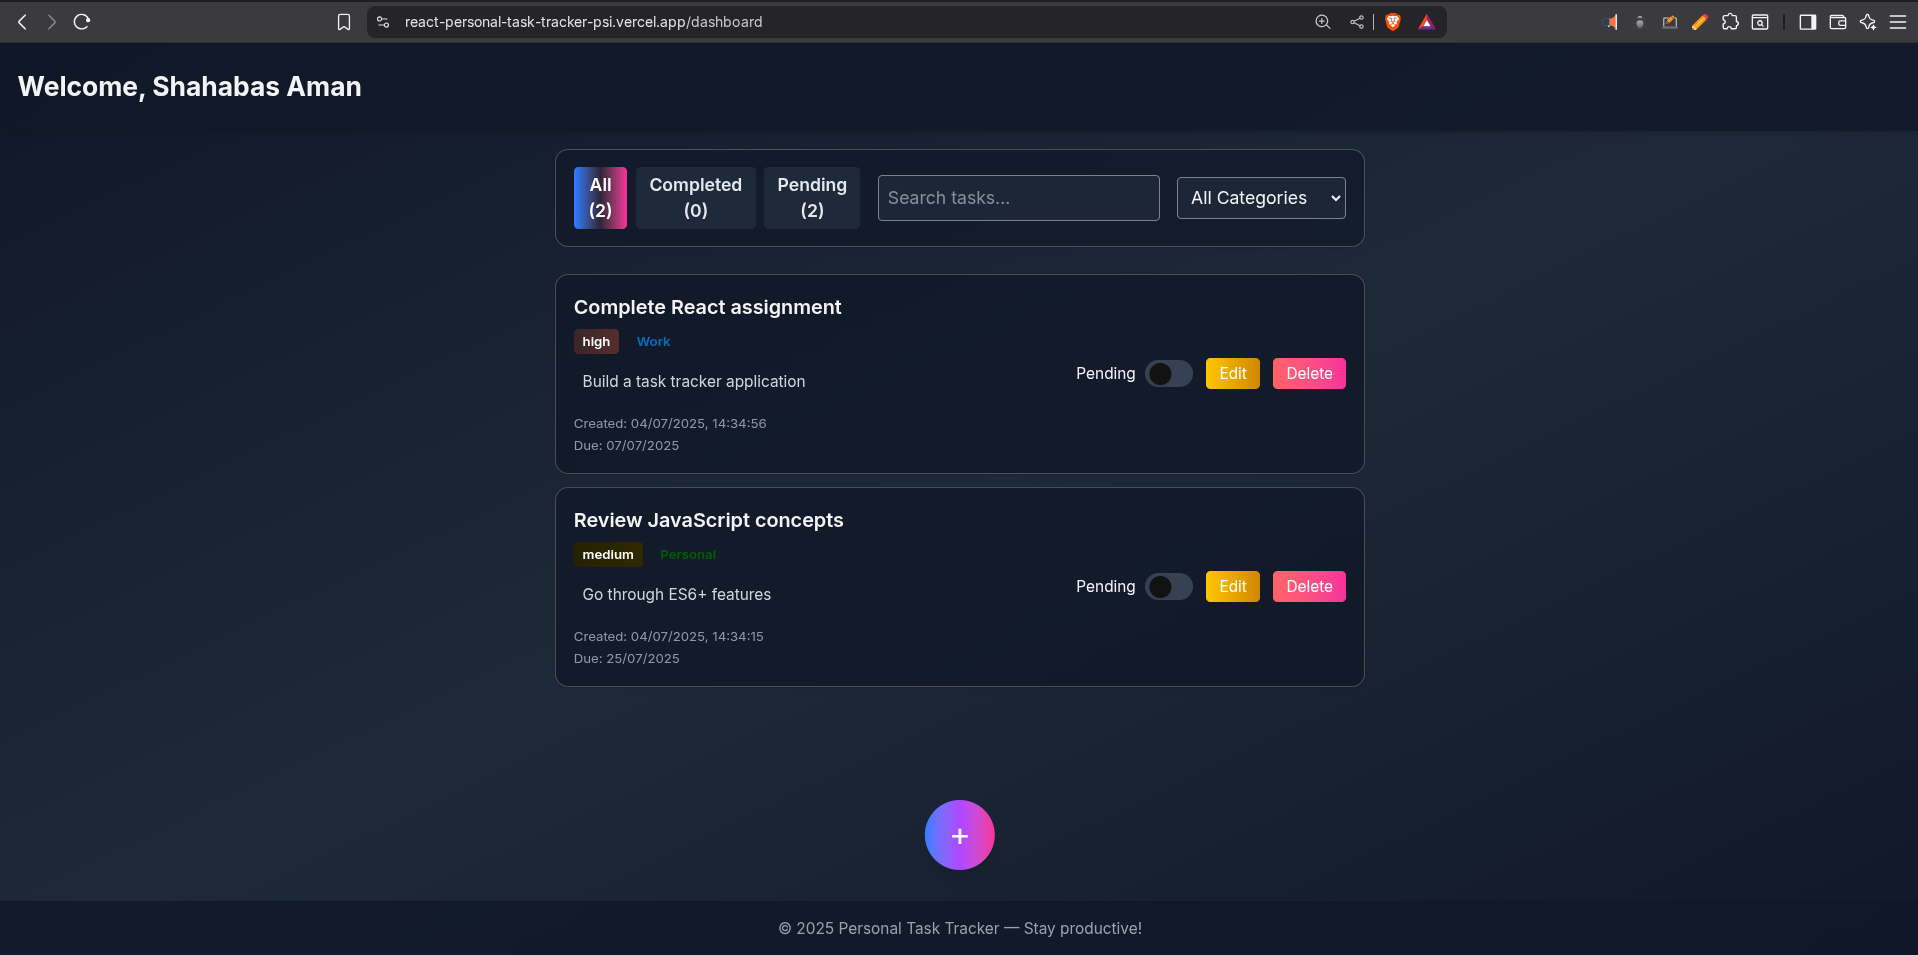 react-personal-task-tracker-psi.vercel.app/dashboard
Welcome, Shahabas Aman
All
(2)
Completed
(0)
Pending
(2)
Search tasks...
All Categories
Complete React assignment
high Work
Build a task tracker application
Pending Edit Delete
Created: 04/07/2025, 14:34:56
Due: 07/07/2025
Review JavaScript concepts
medium Personal
Go through ES6+ features
Pending Edit Delete
Created: 04/07/2025, 14:34:15
Due: 25/07/2025
+
© 2025 Personal Task Tracker — Stay productive!